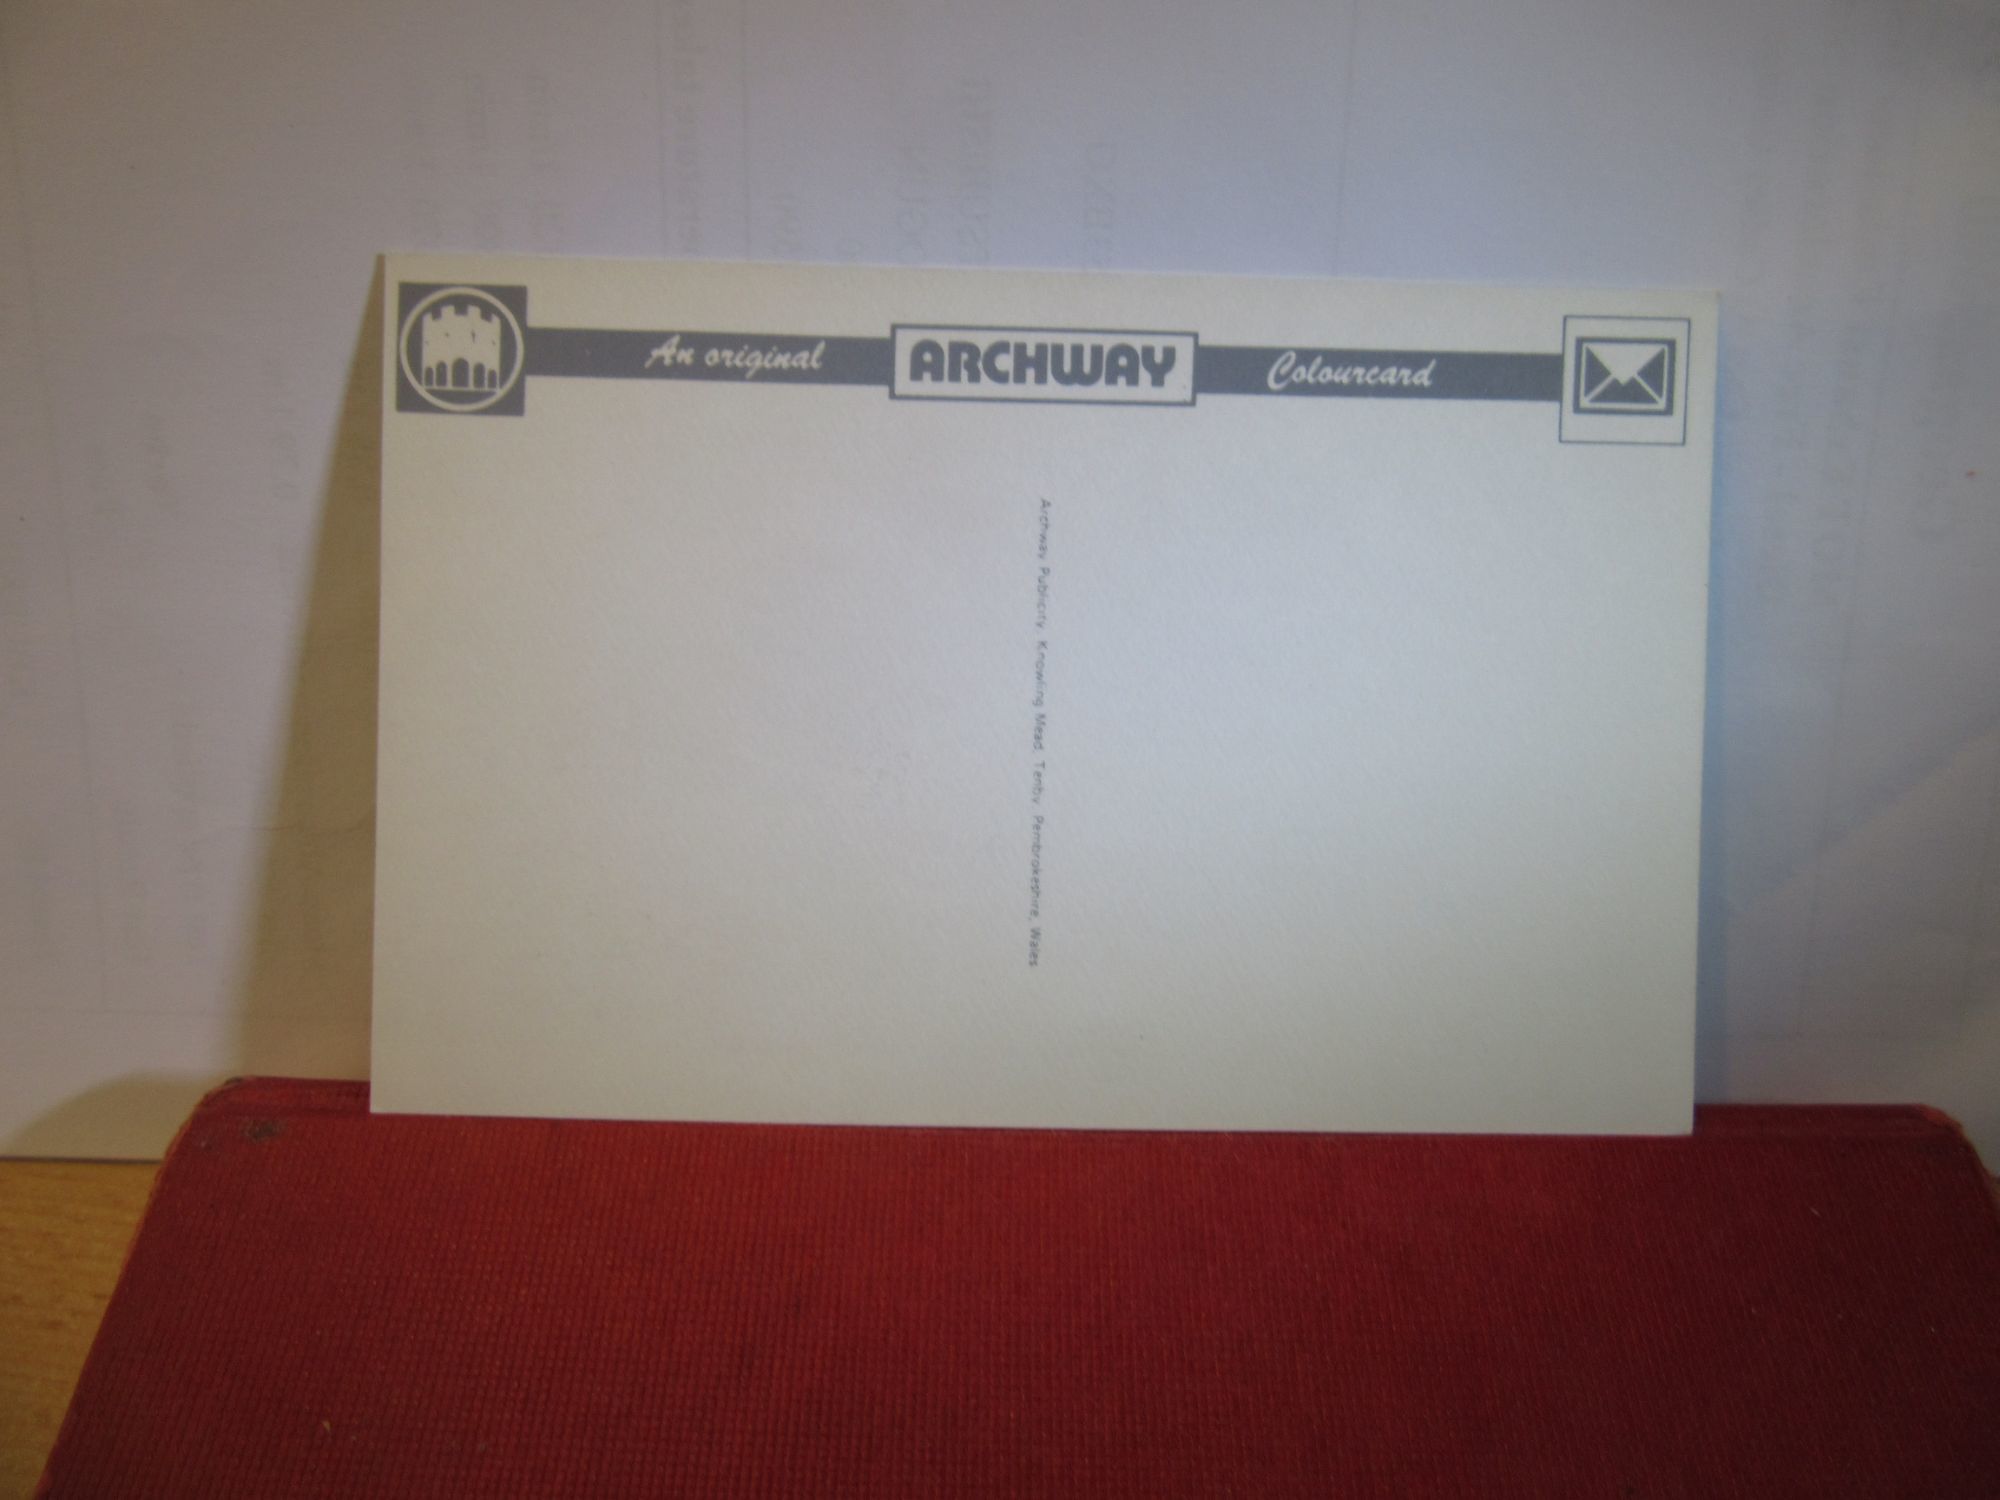 An original ARCHWAY Colourcard
Archway Publicity, Knowling Mead, Tenby, Pembrokeshire, Wales